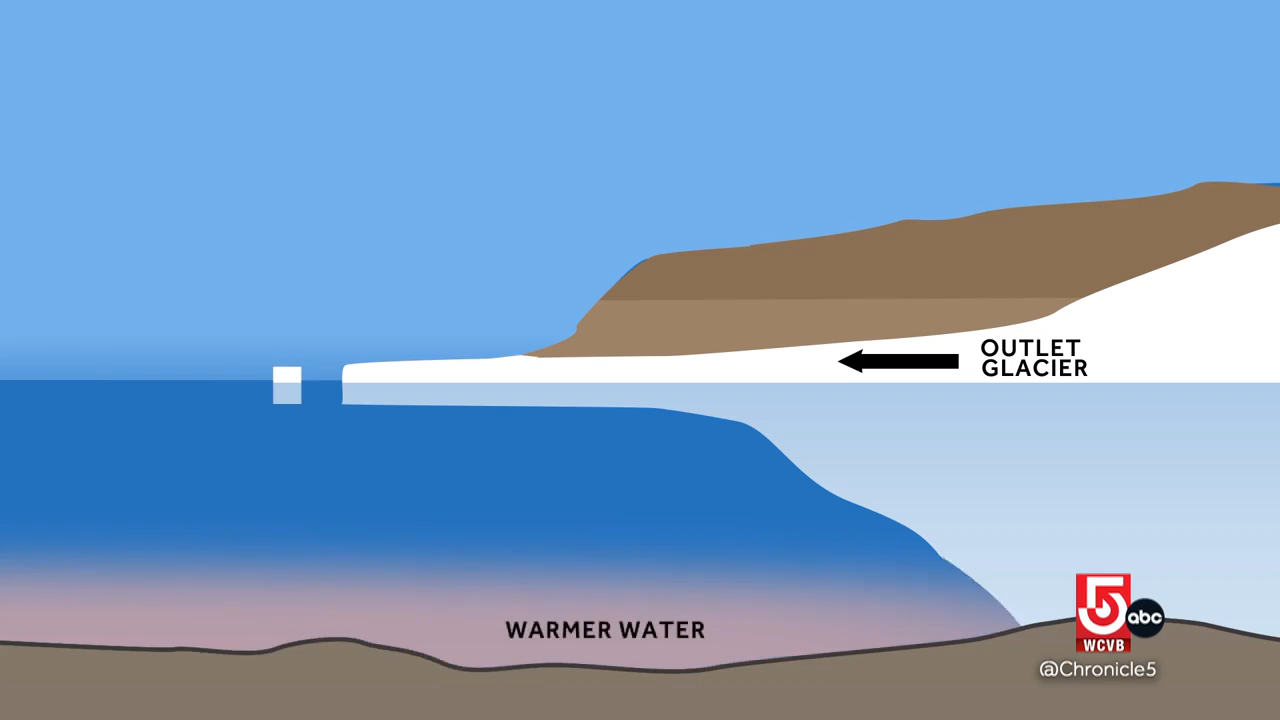 OUTLET
GLACIER
WARMER WATER
5
abc
WCVB
@Chronicle5